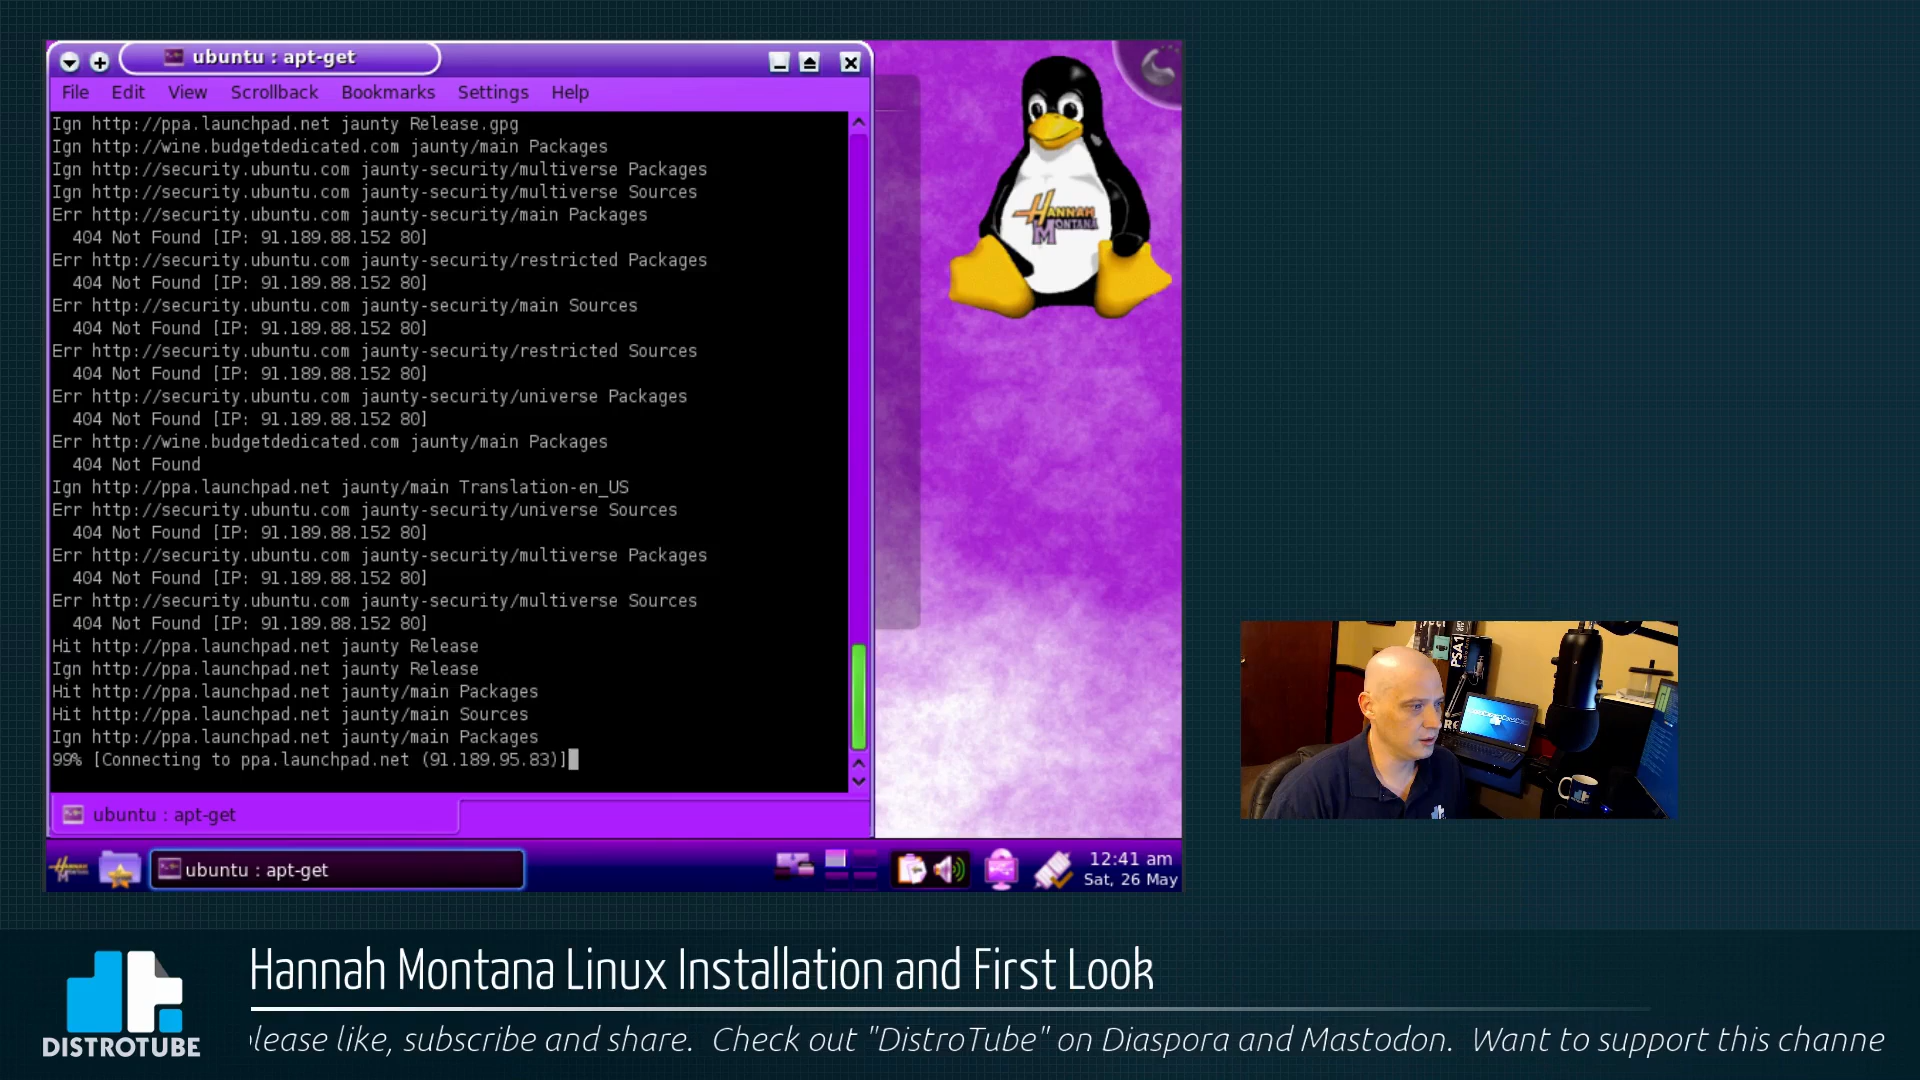 ubuntu : apt-get
File Edit View Scrollback Bookmarks Settings Help
Ign http://ppa.launchpad.net jaunty Release.gpg
Ign http://wine.budgetdedicated.com jaunty/main Packages
Ign http://security.ubuntu.com jaunty-security/multiverse Packages
Ign http://security.ubuntu.com jaunty-security/multiverse Sources
Err http://security.ubuntu.com jaunty-security/main Packages
404 Not Found [IP: 91.189.88.152 80]
Err http://security.ubuntu.com jaunty-security/restricted Packages
404 Not Found [IP: 91.189.88.152 80]
Err http://security.ubuntu.com jaunty-security/main Sources
404 Not Found [IP: 91.189.88.152 80]
Err http://security.ubuntu.com jaunty-security/restricted Sources
404 Not Found [IP: 91.189.88.152 80]
Err http://security.ubuntu.com jaunty-security/universe Packages
404 Not Found [IP: 91.189.88.152 80]
Err http://wine.budgetdedicated.com jaunty/main Packages
404 Not Found
Ign http://ppa.launchpad.net jaunty/main Translation-en_US
Err http://security.ubuntu.com jaunty-security/universe Sources
404 Not Found [IP: 91.189.88.152 80]
Err http://security.ubuntu.com jaunty-security/multiverse Packages
404 Not Found [IP: 91.189.88.152 80]
Err http://security.ubuntu.com jaunty-security/multiverse Sources
404 Not Found [IP: 91.189.88.152 80]
Hit http://ppa.launchpad.net jaunty Release
Ign http://ppa.launchpad.net jaunty Release
Hit http://ppa.launchpad.net jaunty/main Packages
Hit http://ppa.launchpad.net jaunty/main Sources
Ign http://ppa.launchpad.net jaunty/main Packages
99% [Connecting to ppa.launchpad.net (91.189.95.83)]
ubuntu : apt-get
HANNAH
MONTANA
ubuntu : apt-get
12:41 am
Sat, 26 May
PSA1
Hannah Montana Linux Installation and First Look
DISTROTUBE
lease like, subscribe and share. Check out "DistroTube" on Diaspora and Mastodon. Want to support this channe